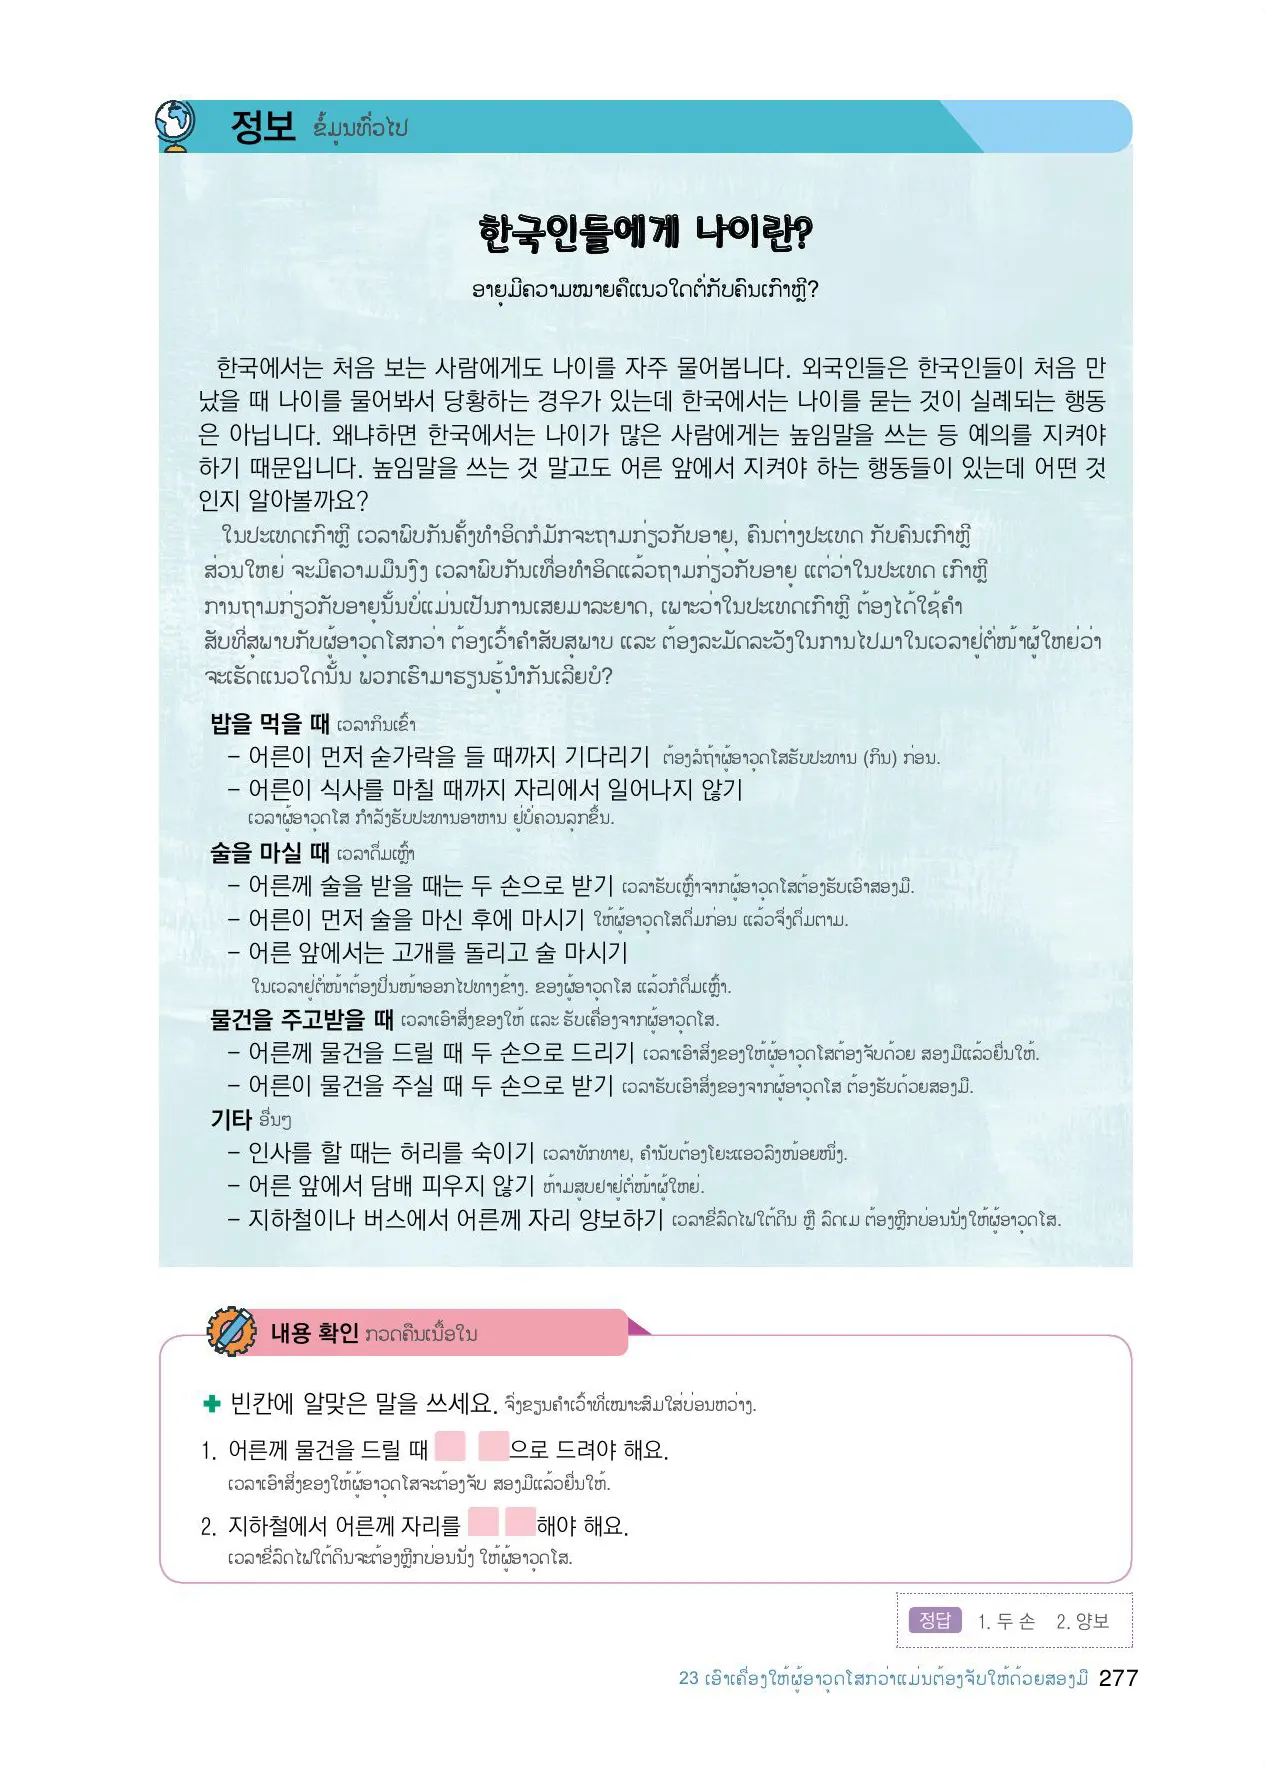 정보 ຂໍ້ມູນທົ່ວໄປ
한국인들에게 나이란?
ອາຍຸມີຄວາມໝາຍຄືແນວໃດຕໍ່ກັບຄົນເກົາຫຼີ?
한국에서는 처음 보는 사람에게도 나이를 자주 물어봅니다. 외국인들은 한국인들이 처음 만
났을 때 나이를 물어봐서 당황하는 경우가 있는데 한국에서는 나이를 묻는 것이 실례되는 행동
은 아닙니다. 왜냐하면 한국에서는 나이가 많은 사람에게는 높임말을 쓰는 등 예의를 지켜야
하기 때문입니다. 높임말을 쓰는 것 말고도 어른 앞에서 지켜야 하는 행동들이 있는데 어떤 것
인지 알아볼까요?
ໃນປະເທດເກົາຫຼີ ເວລາພົບກັນຄັ້ງທຳອິດກໍມັກຈະຖາມກ່ຽວກັບອາຍຸ, ຄົນຕ່າງປະເທດ ກັບຄົນເກົາຫຼີ
ສ່ວນໃຫຍ່ ຈະມີຄວາມມືນງົງ ເວລາພົບກັນເທື່ອທຳອິດແລ້ວຖາມກ່ຽວກັບອາຍຸ ແຕ່ວ່າໃນປະເທດ ເກົາຫຼີ
ການຖາມກ່ຽວກັບອາຍຸນັ້ນບໍ່ແມ່ນເປັນການເສຍມາລະຍາດ, ເພາະວ່າໃນປະເທດເກົາຫຼີ ຕ້ອງໄດ້ໃຊ້ຄຳ
ສັບທີ່ສຸພາບກັບຜູ້ອາວຸດໂສກວ່າ ຕ້ອງເວົ້າຄຳສັບສຸພາບ ແລະ ຕ້ອງລະມັດລະວັງໃນການໄປມາໃນເວລາຢູ່ຕໍ່ໜ້າຜູ້ໃຫຍ່ວ່າ
ຈະເຮັດແນວໃດນັ້ນ ພວກເຮົາມາຮຽນຮູ້ນຳກັນເລີຍບໍ?
밥을 먹을 때 ເວລາກິນເຂົ້າ
– 어른이 먼저 숟가락을 들 때까지 기다리기 ຕ້ອງລໍຖ້າຜູ້ອາວຸດໂສຮັບປະທານ (ກິນ) ກ່ອນ.
– 어른이 식사를 마칠 때까지 자리에서 일어나지 않기
ເວລາຜູ້ອາວຸດໂສ ກຳລັງຮັບປະທານອາຫານ ຢູ່ບໍ່ຄວນລຸກຂຶ້ນ.
술을 마실 때 ເວລາດື່ມເຫຼົ້າ
– 어른께 술을 받을 때는 두 손으로 받기 ເວລາຮັບເຫຼົ້າຈາກຜູ້ອາວຸດໂສຕ້ອງຮັບເອົາສອງມື.
– 어른이 먼저 술을 마신 후에 마시기 ໃຫ້ຜູ້ອາວຸດໂສດື່ມກ່ອນ ແລ້ວຈຶ່ງດື່ມຕາມ.
– 어른 앞에서는 고개를 돌리고 술 마시기
ໃນເວລາຢູ່ຕໍ່ໜ້າຕ້ອງປິ່ນໜ້າອອກໄປທາງຂ້າງ. ຂອງຜູ້ອາວຸດໂສ ແລ້ວກໍດື່ມເຫຼົ້າ.
물건을 주고받을 때 ເວລາເອົາສິ່ງຂອງໃຫ້ ແລະ ຮັບເຄື່ອງຈາກຜູ້ອາວຸດໂສ.
– 어른께 물건을 드릴 때 두 손으로 드리기 ເວລາເອົາສິ່ງຂອງໃຫ້ຜູ້ອາວຸດໂສຕ້ອງຈັບດ້ວຍ ສອງມືແລ້ວຍື່ນໃຫ້.
– 어른이 물건을 주실 때 두 손으로 받기 ເວລາຮັບເອົາສິ່ງຂອງຈາກຜູ້ອາວຸດໂສ ຕ້ອງຮັບດ້ວຍສອງມື.
기타 ອື່ນໆ
– 인사를 할 때는 허리를 숙이기 ເວລາທັກທາຍ, ຄຳນັບຕ້ອງໂຍະແອວລົງໜ້ອຍໜຶ່ງ.
– 어른 앞에서 담배 피우지 않기 ຫ້າມສູບຢາຢູ່ຕໍ່ໜ້າຜູ້ໃຫຍ່.
– 지하철이나 버스에서 어른께 자리 양보하기 ເວລາຂີ່ລົດໄຟໃຕ້ດິນ ຫຼື ລົດເມ ຕ້ອງຫຼີກບ່ອນນັ່ງໃຫ້ຜູ້ອາວຸດໂສ.
내용 확인 ກວດຄືນເນື້ອໃນ
빈칸에 알맞은 말을 쓰세요. ຈົ່ງຂຽນຄຳເວົ້າທີ່ເໝາະສົມໃສ່ບ່ອນຫວ່າງ.
1. 어른께 물건을 드릴 때 으로 드려야 해요.
ເວລາເອົາສິ່ງຂອງໃຫ້ຜູ້ອາວຸດໂສຈະຕ້ອງຈັບ ສອງມືແລ້ວຍື່ນໃຫ້.
2. 지하철에서 어른께 자리를 해야 해요.
ເວລາຂີ່ລົດໄຟໃຕ້ດິນຈະຕ້ອງຫຼີກບ່ອນນັ່ງ ໃຫ້ຜູ້ອາວຸດໂສ.
정답 1. 두 손 2. 양보
23 ເອົາເຄື່ອງໃຫ້ຜູ້ອາວຸດໂສກວ່າແມ່ນຕ້ອງຈັບໃຫ້ດ້ວຍສອງມື 277